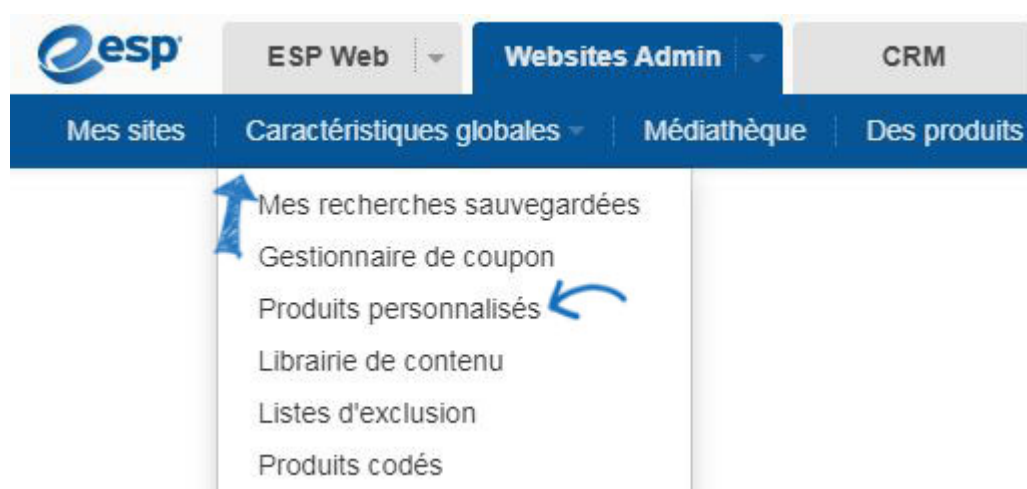 esp ESP Web Websites Admin CRM
Mes sites Caractéristiques globales Médiathèque Des produits
Mes recherches sauvegardées
Gestionnaire de coupon
Produits personnalisés
Librairie de contenu
Listes d'exclusion
Produits codés